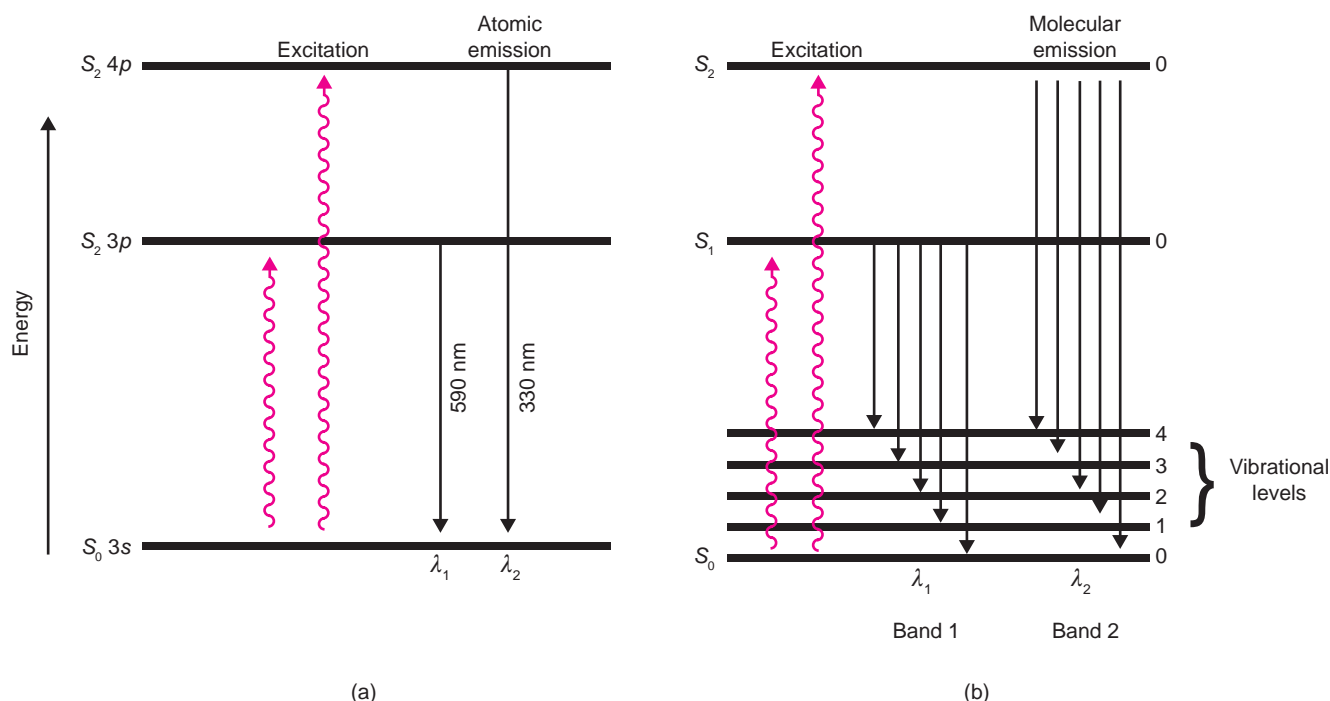 Excitation
Atomic
emission
S₂ 4p
S₂ 3p
Energy
590 nm
330 nm
S₀ 3s
λ₁
λ₂
(a)
Excitation
Molecular
emission
S₂
0
S₁
0
4
3
2
1
Vibrational
levels
S₀
0
λ₁
λ₂
Band 1
Band 2
(b)